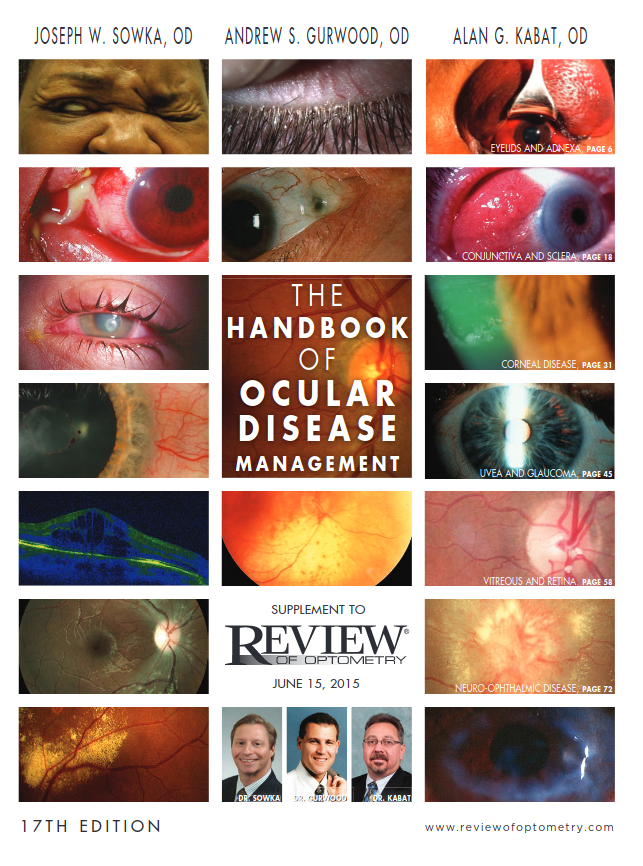 JOSEPH W. SOWKA, OD
ANDREW S. GURWOOD, OD
ALAN G. KABAT, OD
EYELIDS AND ADNEXA, PAGE 6
CONJUNCTIVA AND SCLERA, PAGE 18
THE
HANDBOOK
OF
OCULAR
DISEASE
MANAGEMENT
CORNEAL DISEASE, PAGE 31
UVEA AND GLAUCOMA, PAGE 45
VITREOUS AND RETINA, PAGE 58
SUPPLEMENT TO
REVIEW®
OF OPTOMETRY
JUNE 15, 2015
NEURO-OPHTHALMIC DISEASE, PAGE 72
DR. SOWKA
DR. GURWOOD
DR. KABAT
17TH EDITION
www.reviewofoptometry.com